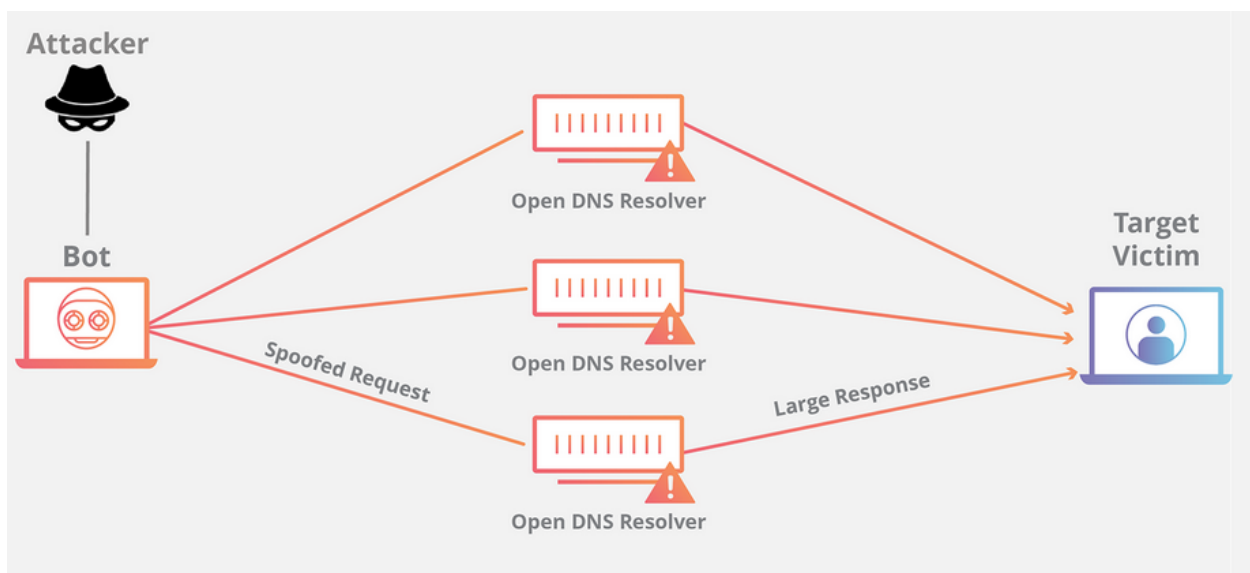 Attacker
Bot
Open DNS Resolver
Open DNS Resolver
Spoofed Request
Large Response
Open DNS Resolver
Target
Victim